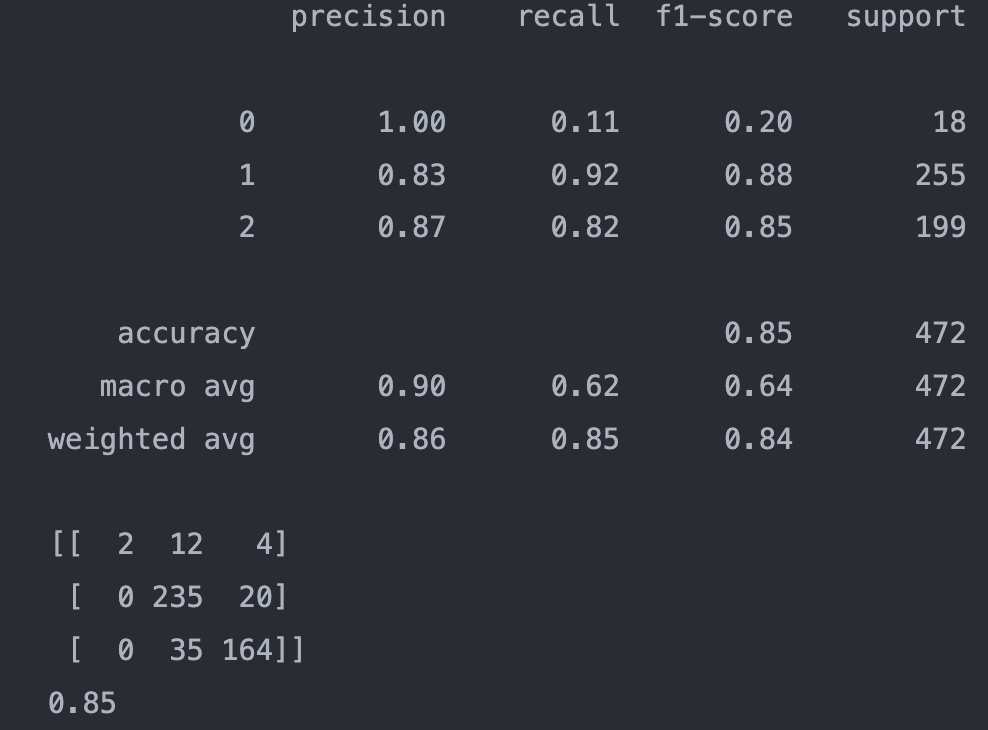 precision recall f1-score support
0 1.00 0.11 0.20 18
1 0.83 0.92 0.88 255
2 0.87 0.82 0.85 199
accuracy 0.85 472
macro avg 0.90 0.62 0.64 472
weighted avg 0.86 0.85 0.84 472
[[ 2 12 4]
[ 0 235 20]
[ 0 35 164]]
0.85